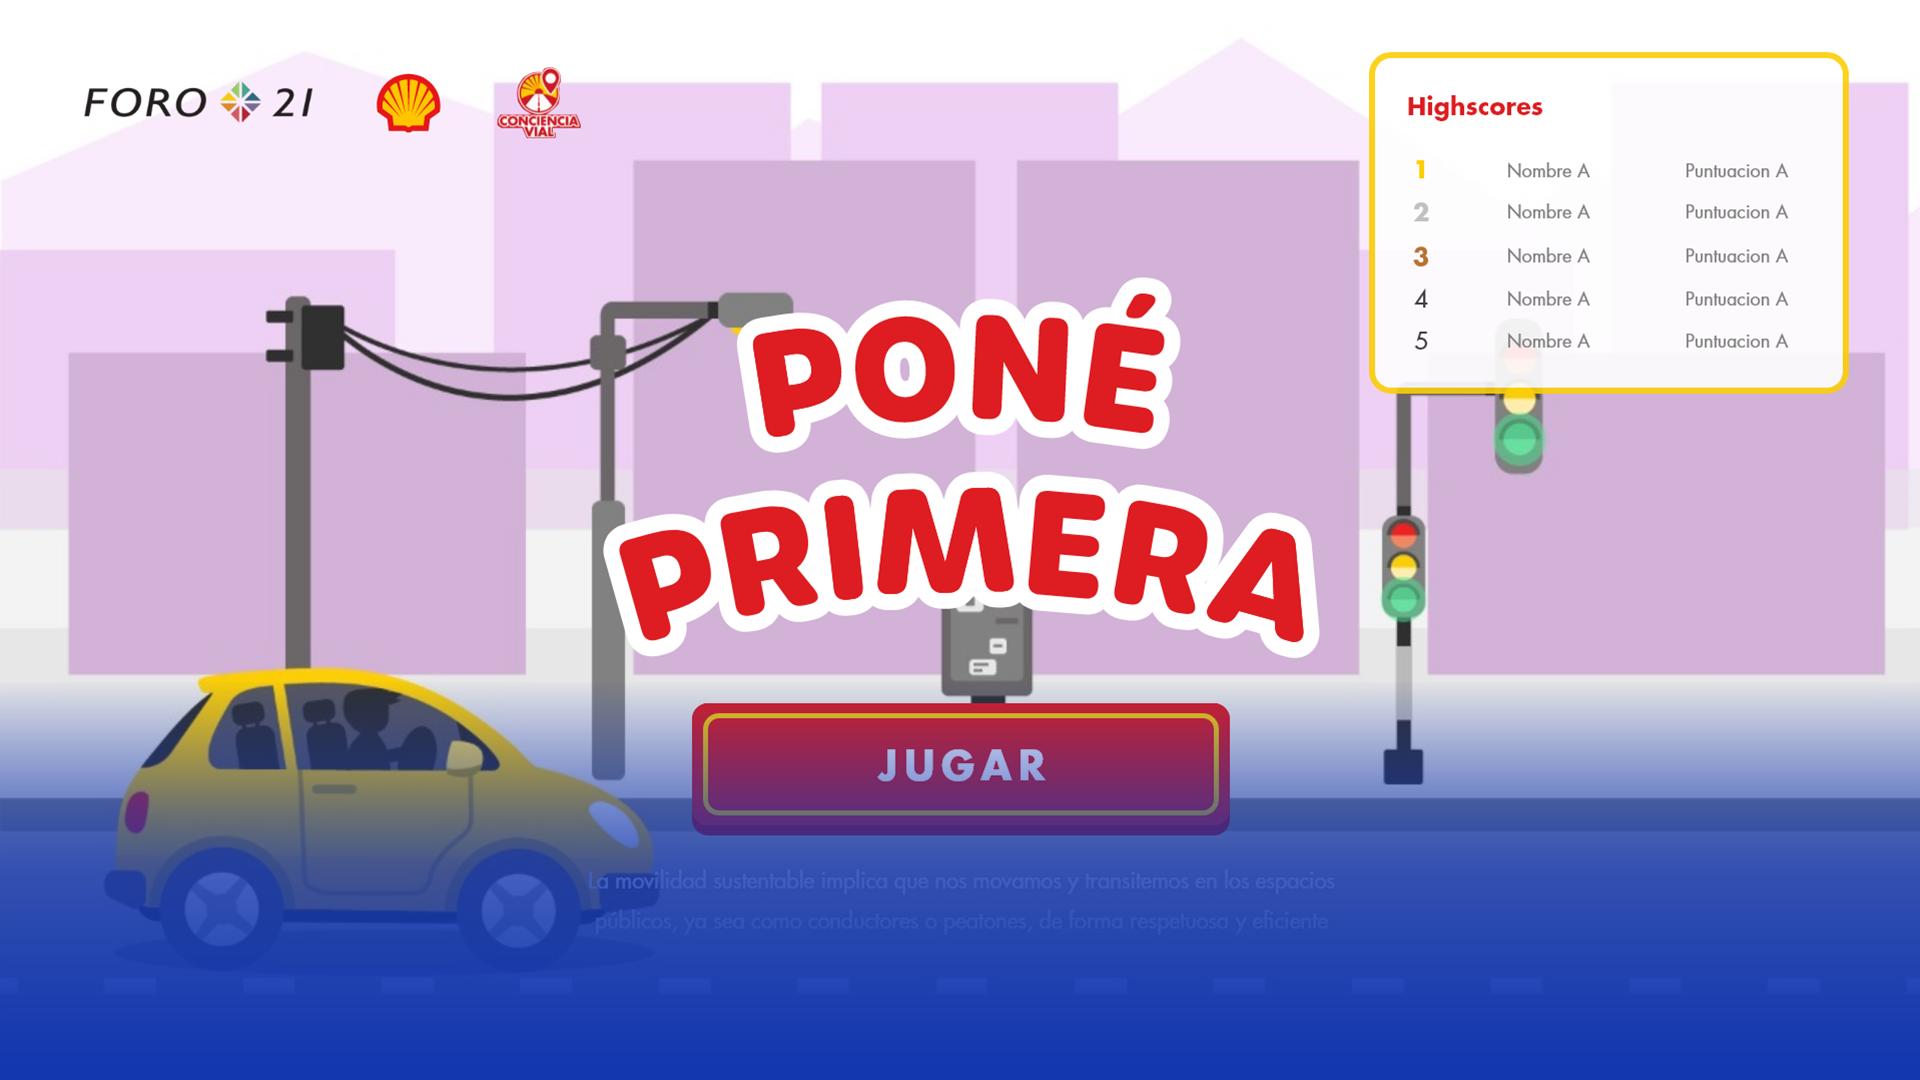 FORO 21
CONCIENCIA
VIAL
Highscores
1 Nombre A Puntuacion A
2 Nombre A Puntuacion A
3 Nombre A Puntuacion A
4 Nombre A Puntuacion A
5 Nombre A Puntuacion A
PONÉ
PRIMERA
JUGAR
La movilidad sustentable implica que nos movamos y transitemos en los espacios
públicos, ya sea como conductores o peatones, de forma respetuosa y eficiente